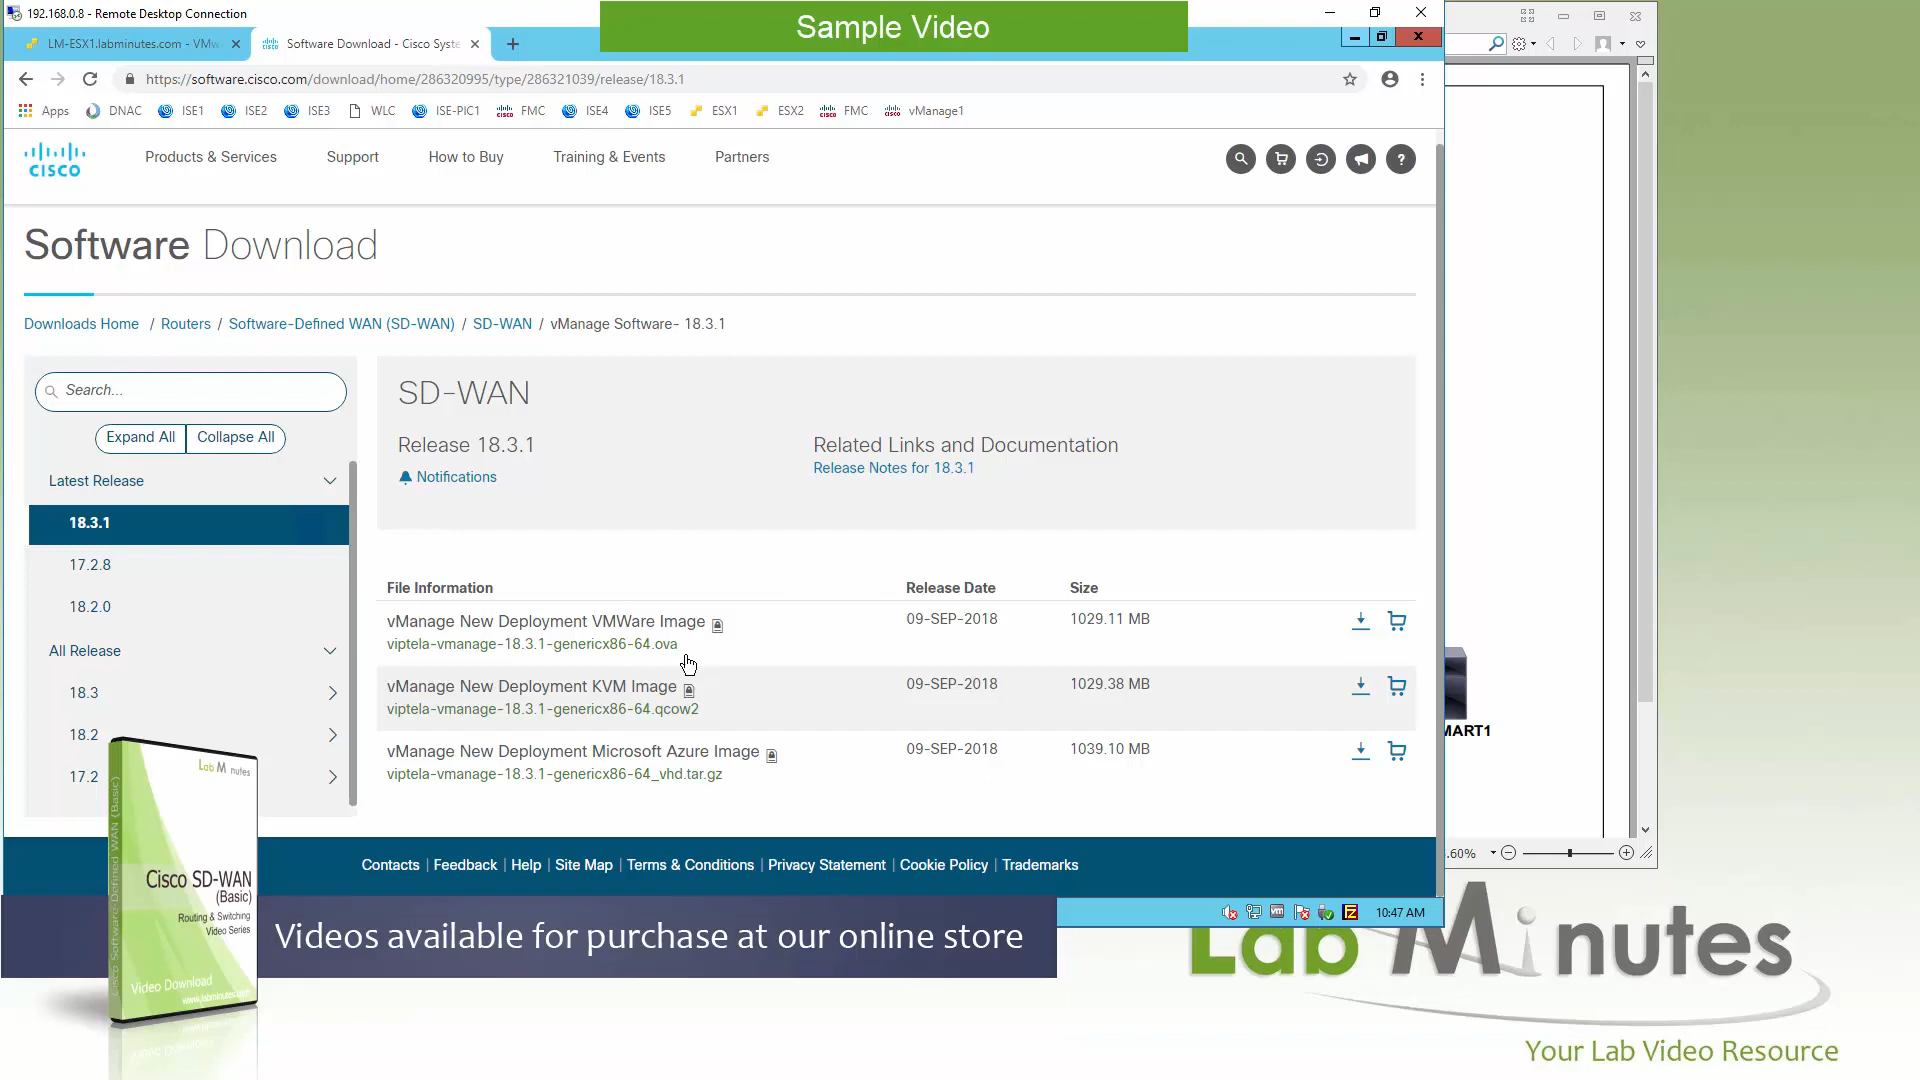 192.168.0.8 - Remote Desktop Connection
Sample Video
LM-ESX1.labminutes.com - VMw
Software Download - Cisco Syste
https://software.cisco.com/download/home/286320995/type/286321039/release/18.3.1
Apps DNAC ISE1 ISE2 ISE3 WLC ISE-PIC1 FMC ISE4 ISE5 ESX1 ESX2 FMC vManage1
CISCO
Products & Services Support How to Buy Training & Events Partners
Software Download
Downloads Home / Routers / Software-Defined WAN (SD-WAN) / SD-WAN / vManage Software- 18.3.1
Search...
Expand All Collapse All
Latest Release
18.3.1
17.2.8
18.2.0
All Release
18.3
18.2
17.2
SD-WAN
Release 18.3.1
Notifications
Related Links and Documentation
Release Notes for 18.3.1
File Information Release Date Size
vManage New Deployment VMWare Image 09-SEP-2018 1029.11 MB
viptela-vmanage-18.3.1-genericx86-64.ova
vManage New Deployment KVM Image 09-SEP-2018 1029.38 MB
viptela-vmanage-18.3.1-genericx86-64.qcow2
vManage New Deployment Microsoft Azure Image 09-SEP-2018 1039.10 MB
viptela-vmanage-18.3.1-genericx86-64_vhd.tar.gz
MART1
.60%
Contacts | Feedback | Help | Site Map | Terms & Conditions | Privacy Statement | Cookie Policy | Trademarks
10:47 AM
Lab Minutes
Cisco SD-WAN
(Basic)
Routing & Switching
Video Series
Video Download
Videos available for purchase at our online store
Lab Minutes
Your Lab Video Resource